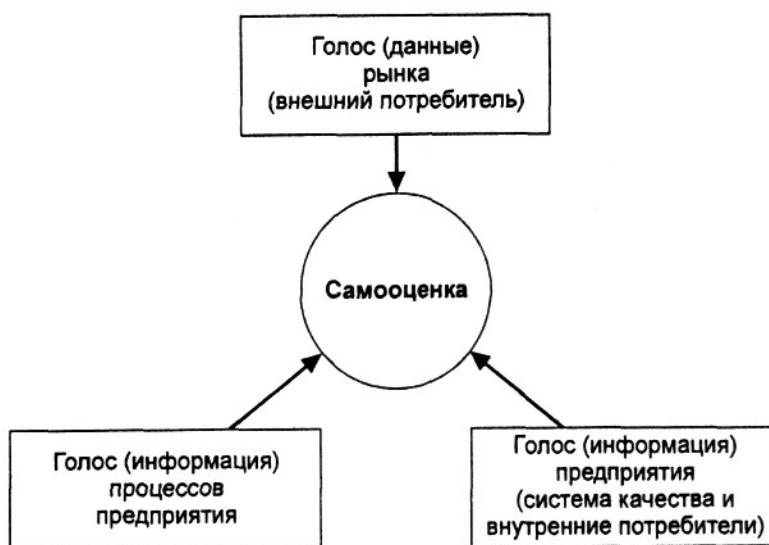 Голос (данные)
рынка
(внешний потребитель)
Самооценка
Голос (информация)
процессов
предприятия
Голос (информация)
предприятия
(система качества и
внутренние потребители)